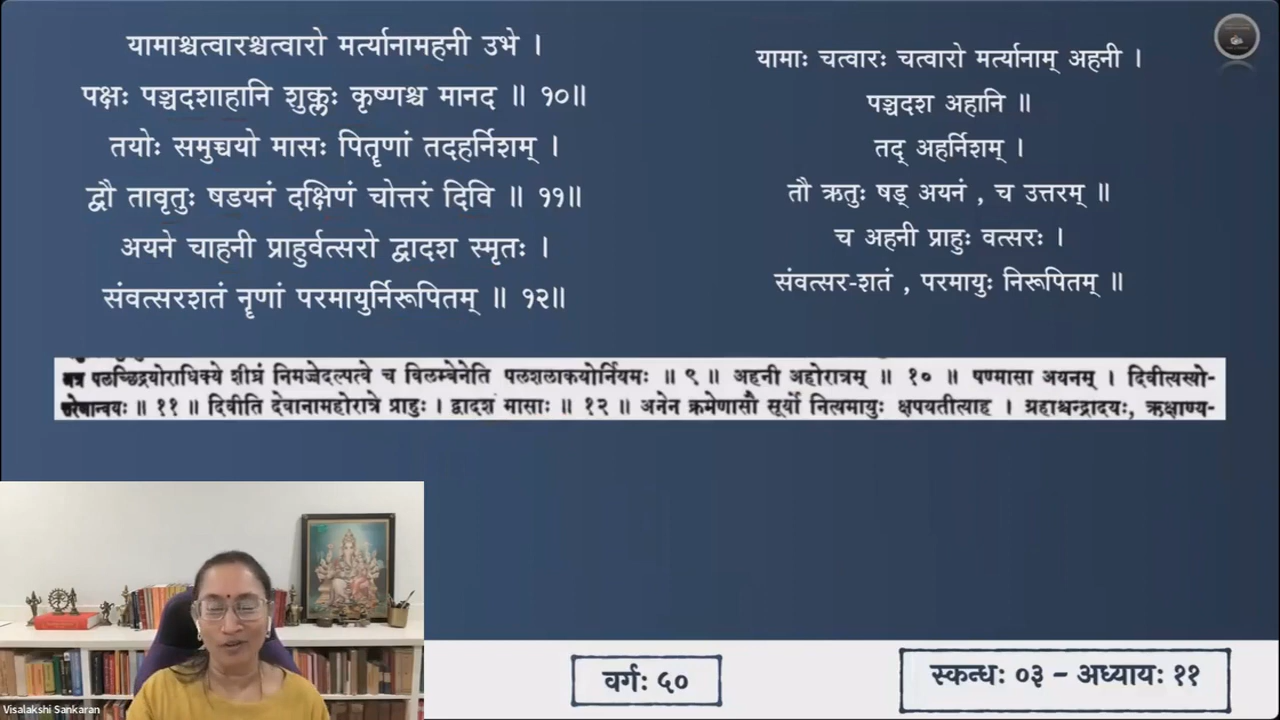 यामाश्चत्वारश्चत्वारो मर्त्यानामहनी उभे ।
पक्षः पञ्चदशाहानि शुक्लः कृष्णश्च मानद ॥ १०॥
तयोः समुच्चयो मासः पितॄणां तदहर्निशम् ।
द्वौ तावृतुः षडयनं दक्षिणं चोत्तरं दिवि ॥ ११॥
अयने चाहनी प्राहुर्वत्सरो द्वादश स्मृतः ।
संवत्सरशतं नॄणां परमायुर्निरूपितम् ॥ १२॥
यामाः चत्वारः चत्वारो मर्त्यानाम् अहनी ।
पञ्चदश अहानि ॥
तद् अहर्निशम् ।
तौ ऋतुः षड् अयनं , च उत्तरम् ॥
च अहनी प्राहुः वत्सरः ।
संवत्सर-शतं , परमायुः निरूपितम् ॥
पलच्छिद्रयोराधिक्ये शीघ्रं निमज्जेदल्पत्वे च विलम्बेनेति पलशलाकयोर्नियमः ॥ ९ ॥ अहनी अहोरात्रम् ॥ १० ॥ षण्मासा अयनम् । दिवीत्यस्यो-
॥ ११ ॥ दिवीति देवानामहोरात्रे प्राहुः । द्वादश मासाः ॥ १२ ॥ अनेन क्रमेणासौ सूर्यो नित्यमायुः क्षपयतीत्याह । ग्रहाश्चन्द्रादयः, ऋक्षाण्य-
Visalakshi Sankaran
वर्गः ५०
स्कन्धः ०३ - अध्यायः ११